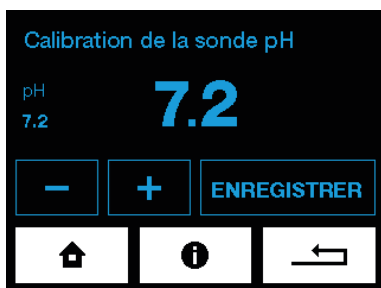 Calibration de la sonde pH
pH
7.2
7.2
− + ENREGISTRER